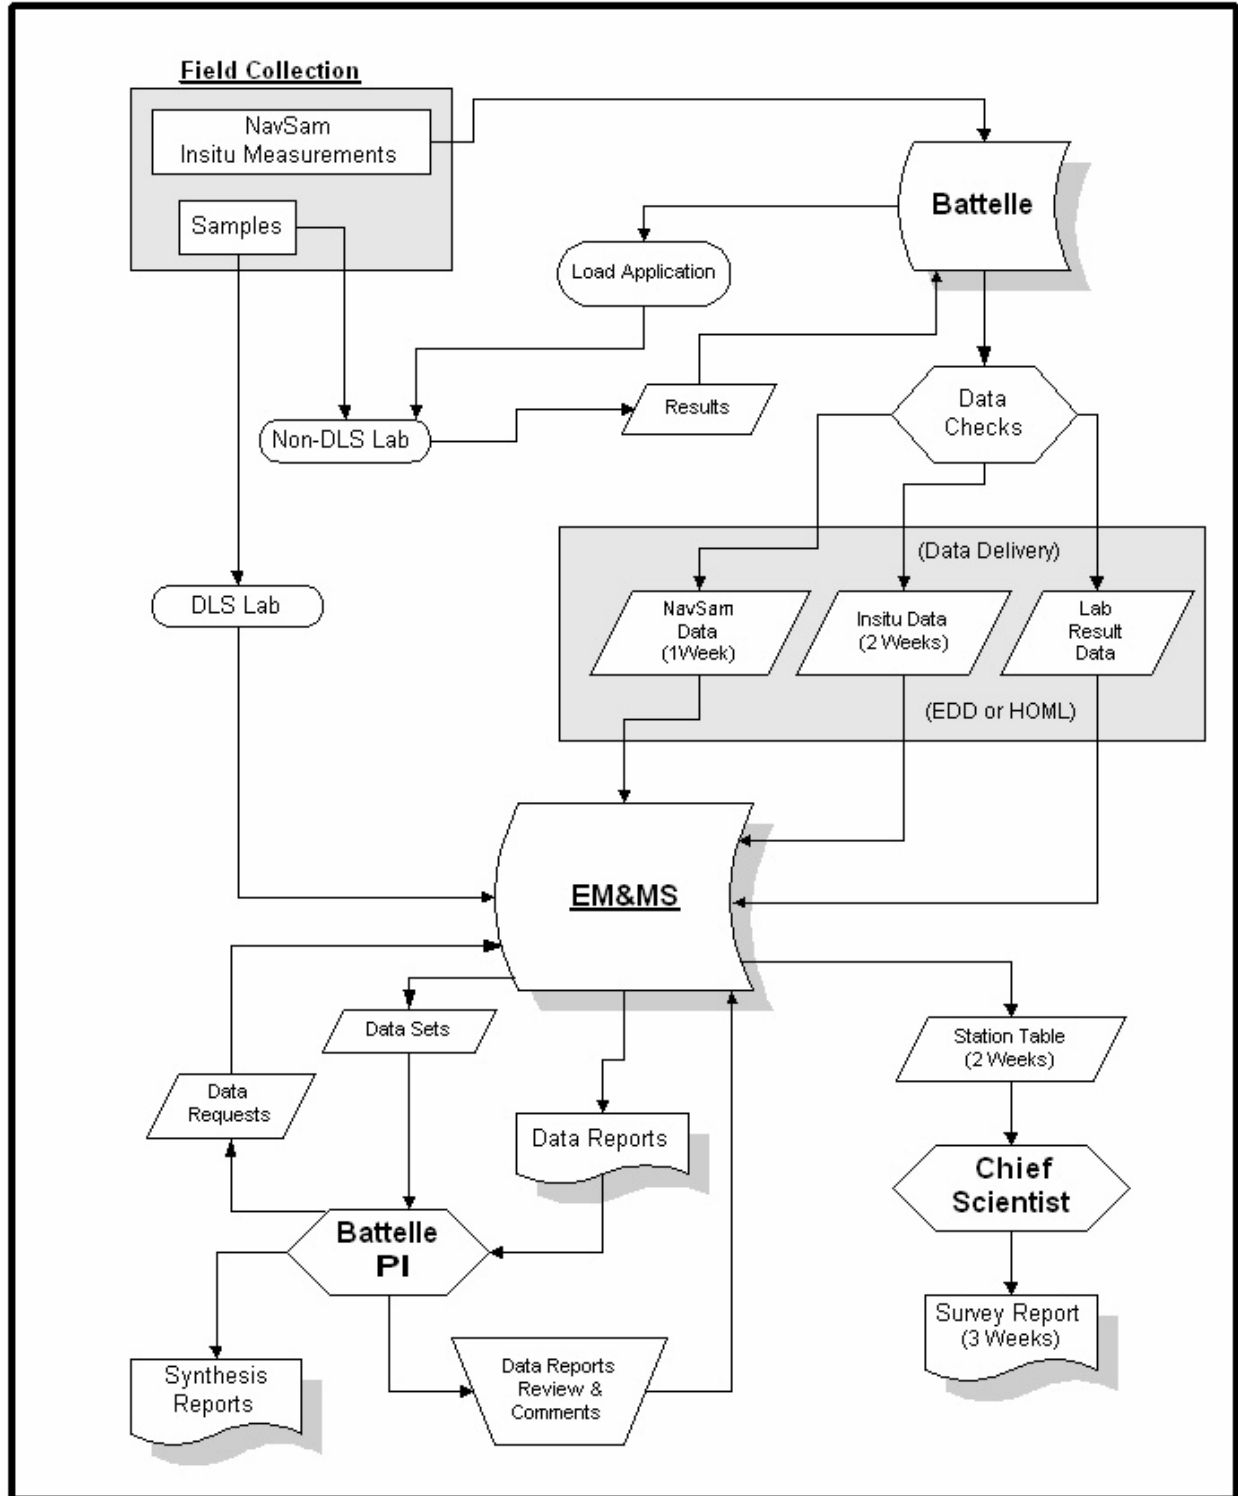 Field Collection
NavSam
Insitu Measurements
Samples
Battelle
Load Application
Results
Non-DLS Lab
Data
Checks
(Data Delivery)
DLS Lab
NavSam
Data
(1Week)
Insitu Data
(2 Weeks)
Lab
Result
Data
(EDD or HOML)
EM&MS
Data Sets
Data
Requests
Data Reports
Station Table
(2 Weeks)
Battelle
PI
Chief
Scientist
Synthesis
Reports
Data Reports
Review &
Comments
Survey Report
(3 Weeks)